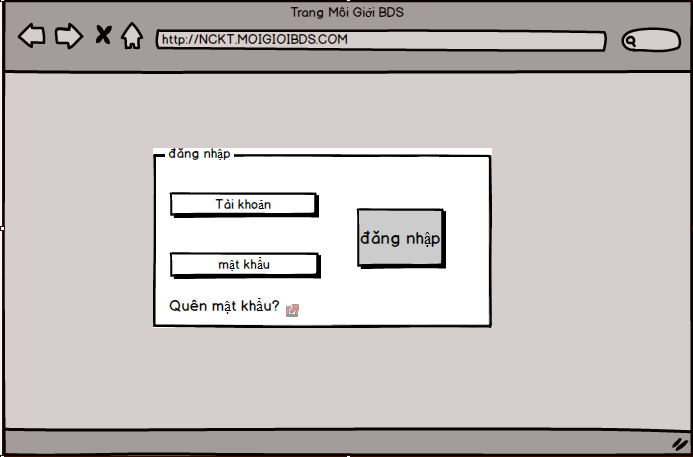 Trang Môi Giới BDS
http://NCKT.MOIGIOIBDS.COM
đăng nhập
Tài khoản
đăng nhập
mật khẩu
Quên mật khẩu?